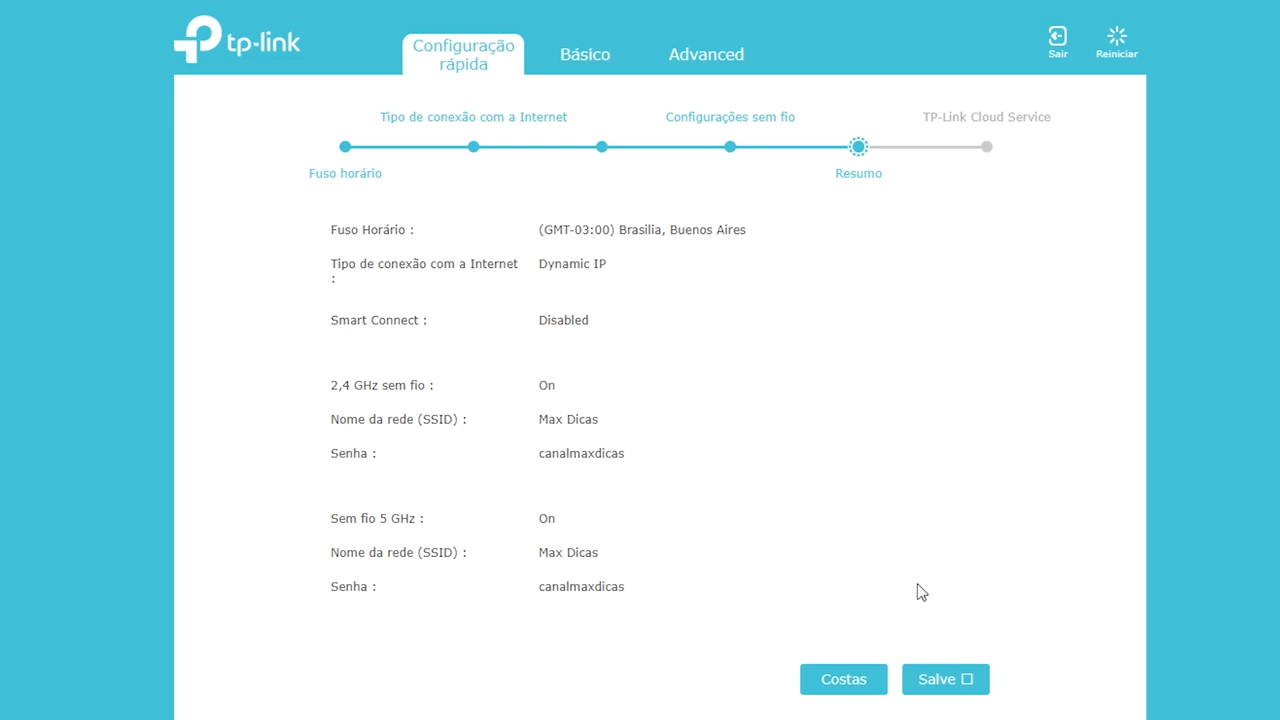 tp-link
Configuração
rápida
Básico
Advanced
Sair
Reiniciar
Tipo de conexão com a Internet
Configurações sem fio
TP-Link Cloud Service
Fuso horário
Resumo
Fuso Horário : (GMT-03:00) Brasilia, Buenos Aires
Tipo de conexão com a Internet Dynamic IP
:
Smart Connect : Disabled
2,4 GHz sem fio : On
Nome da rede (SSID) : Max Dicas
Senha : canalmaxdicas
Sem fio 5 GHz : On
Nome da rede (SSID) : Max Dicas
Senha : canalmaxdicas
Costas
Salve □